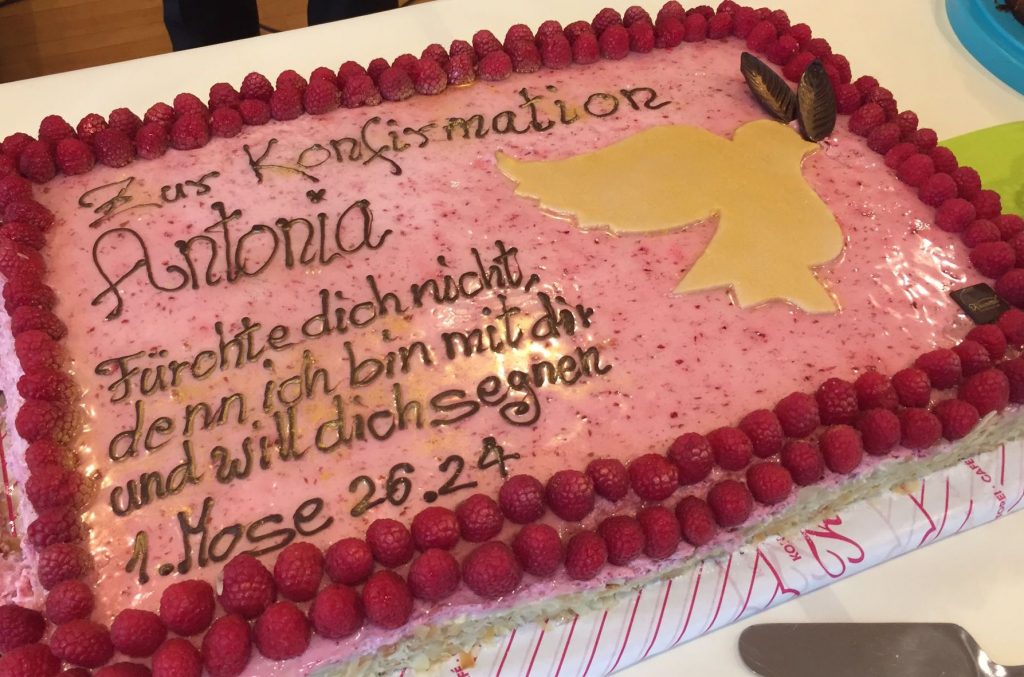 Zur Konfirmation
Antonia
Fürchte dich nicht,
denn ich bin mit dir
und will dich segnen
1. Mose 26.24